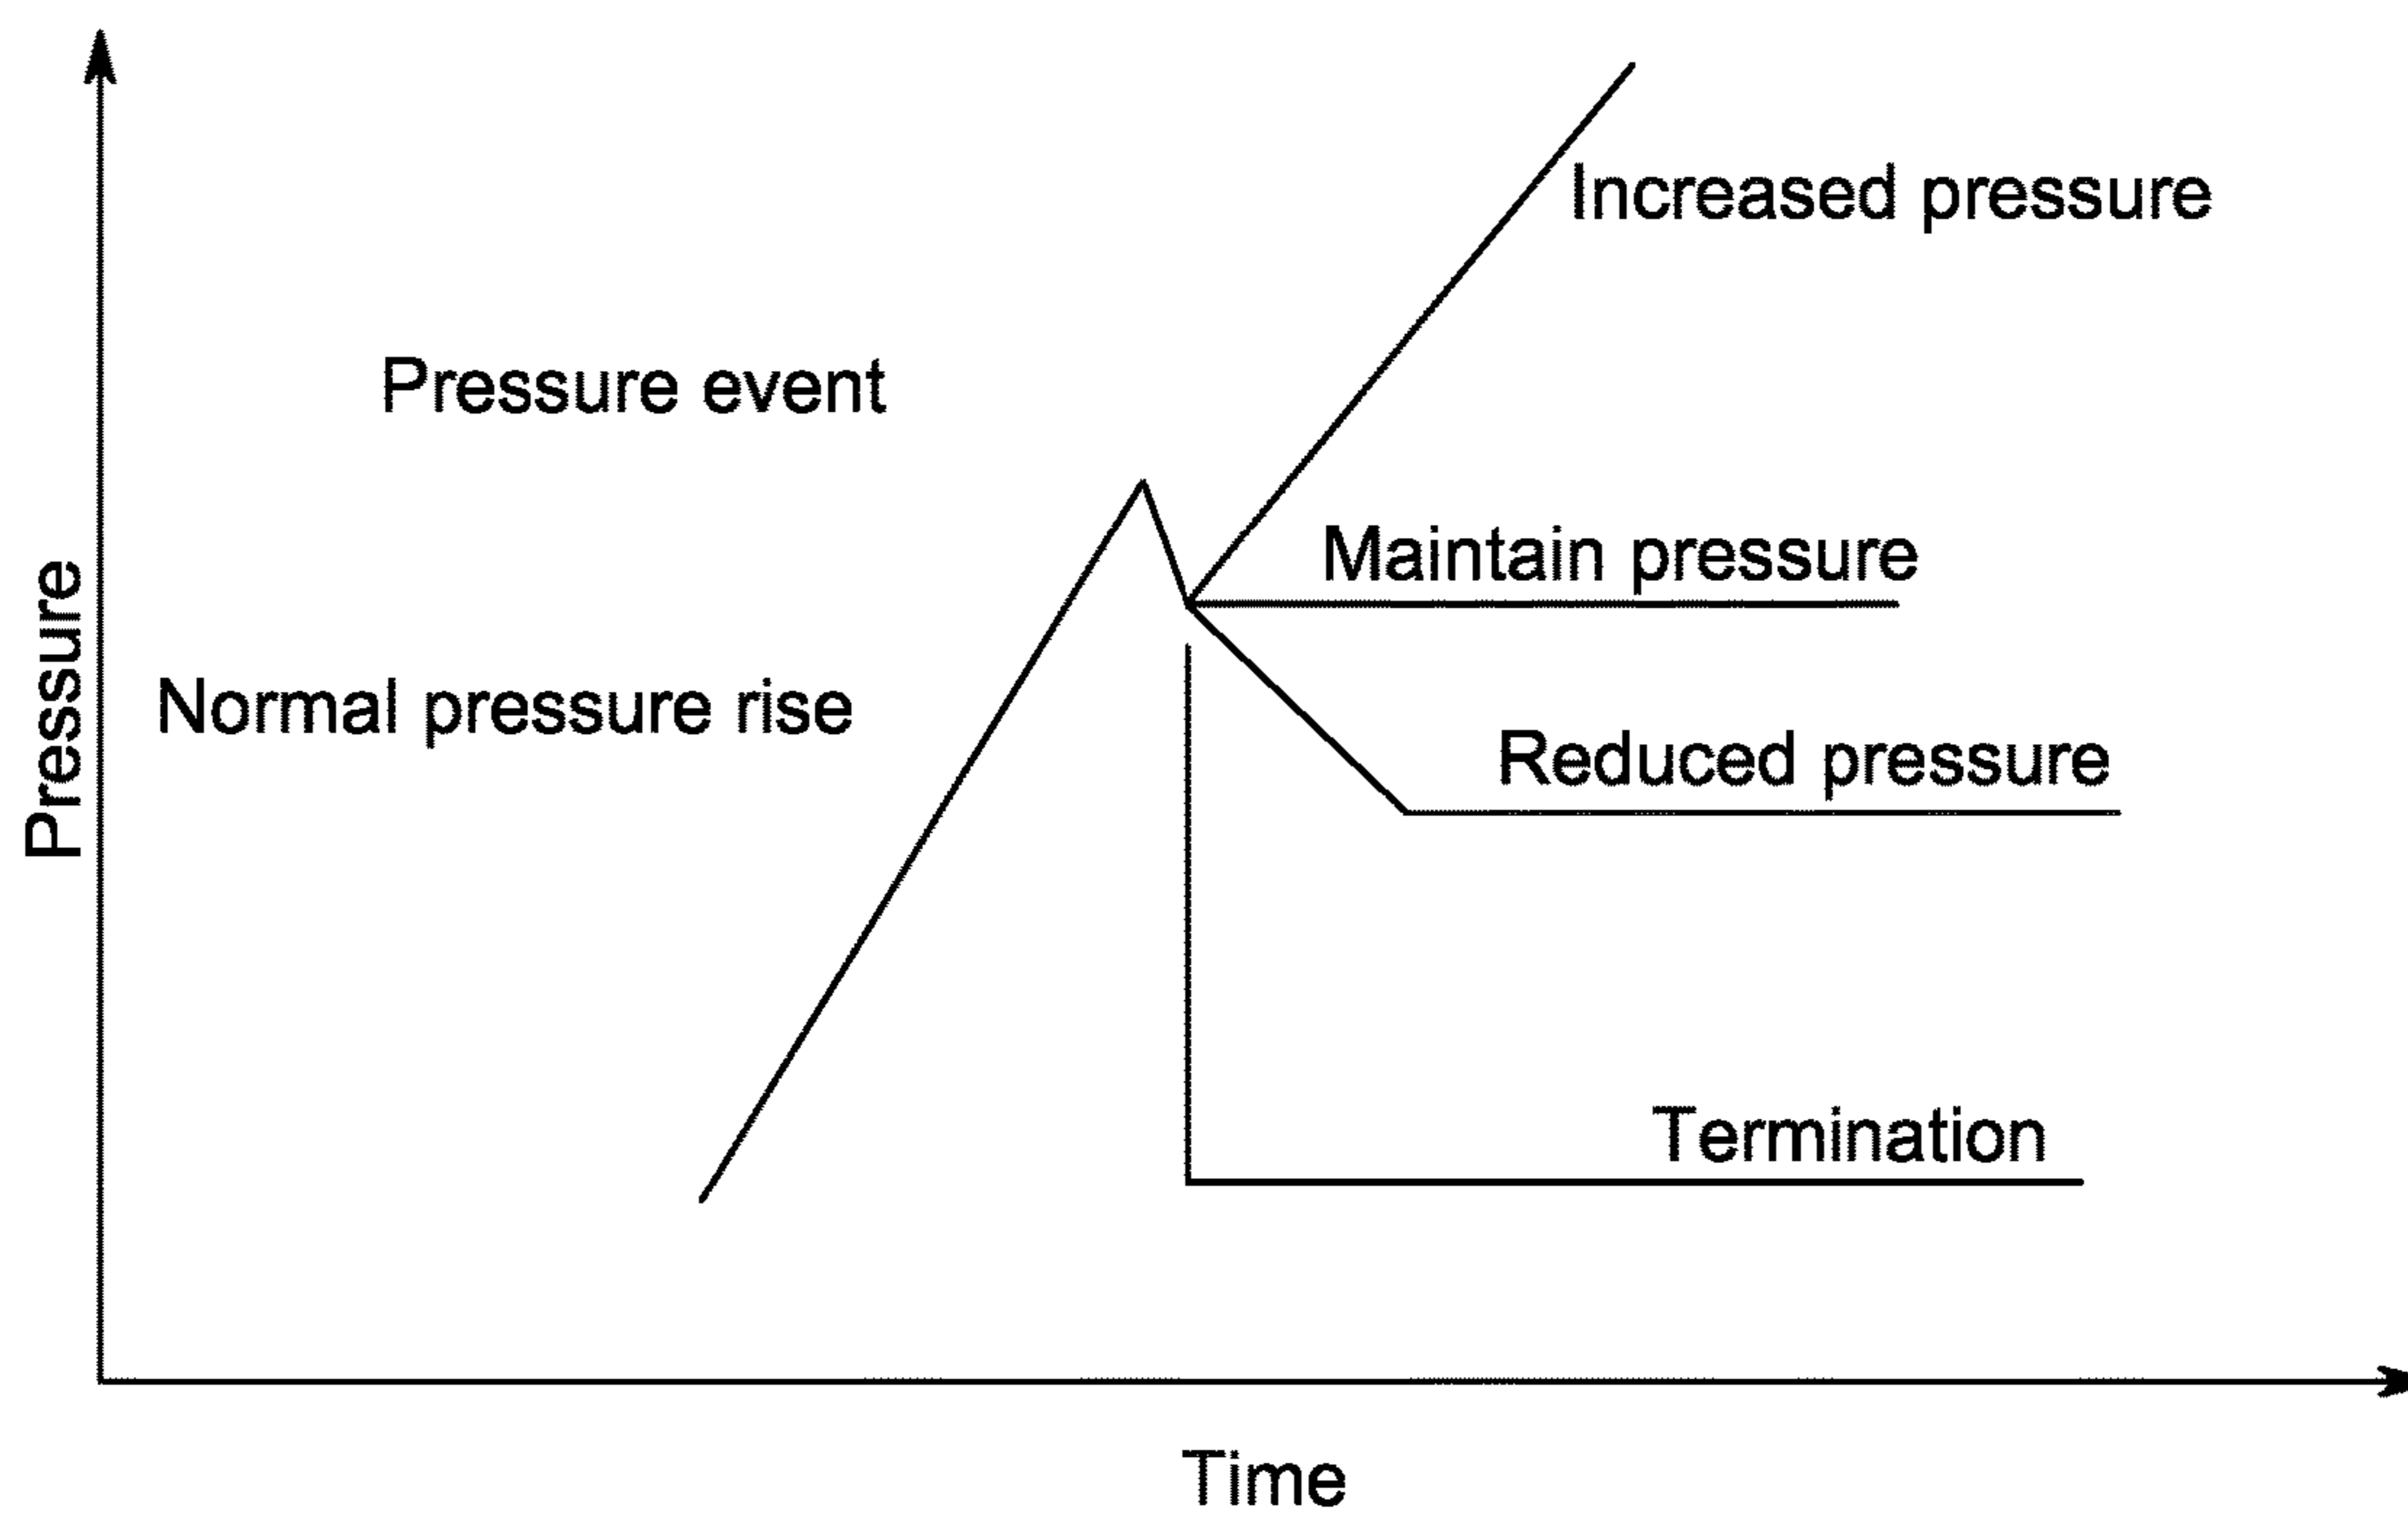 Increased pressure
Pressure event
Maintain pressure
Normal pressure rise
Reduced pressure
Termination
Pressure
Time